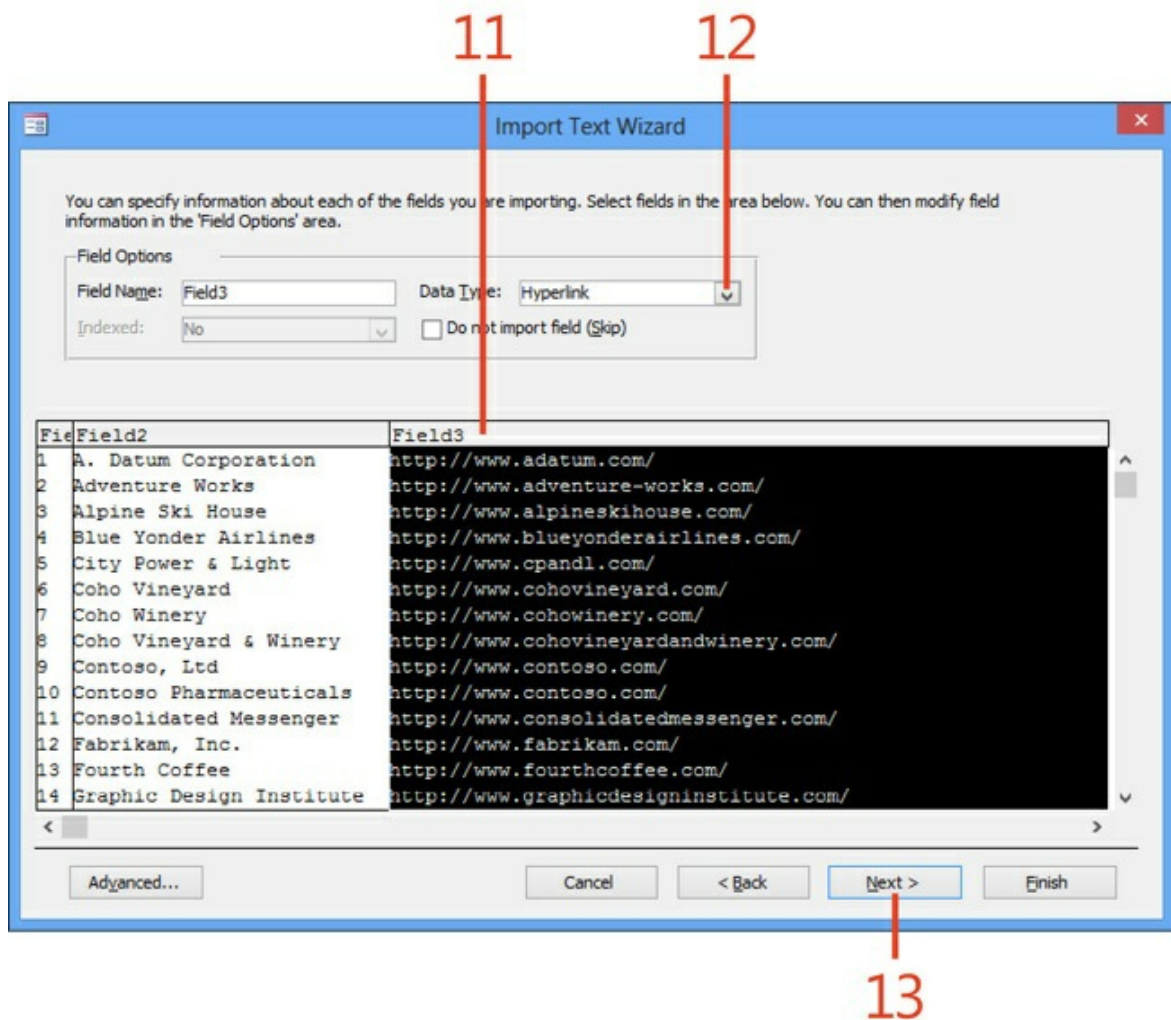 11 12
Import Text Wizard
You can specify information about each of the fields you are importing. Select fields in the area below. You can then modify field
information in the 'Field Options' area.
Field Options
Field Name: Field3 Data Type: Hyperlink
Indexed: No Do not import field (Skip)
Fie Field2 Field3
1 A. Datum Corporation http://www.adatum.com/
2 Adventure Works http://www.adventure-works.com/
3 Alpine Ski House http://www.alpineskihouse.com/
4 Blue Yonder Airlines http://www.blueyonderairlines.com/
5 City Power & Light http://www.cpandl.com/
6 Coho Vineyard http://www.cohovineyard.com/
7 Coho Winery http://www.cohowinery.com/
8 Coho Vineyard & Winery http://www.cohovineyardandwinery.com/
9 Contoso, Ltd http://www.contoso.com/
10 Contoso Pharmaceuticals http://www.contoso.com/
11 Consolidated Messenger http://www.consolidatedmessenger.com/
12 Fabrikam, Inc. http://www.fabrikam.com/
13 Fourth Coffee http://www.fourthcoffee.com/
14 Graphic Design Institute http://www.graphicdesigninstitute.com/
Advanced... Cancel < Back Next > Finish
13